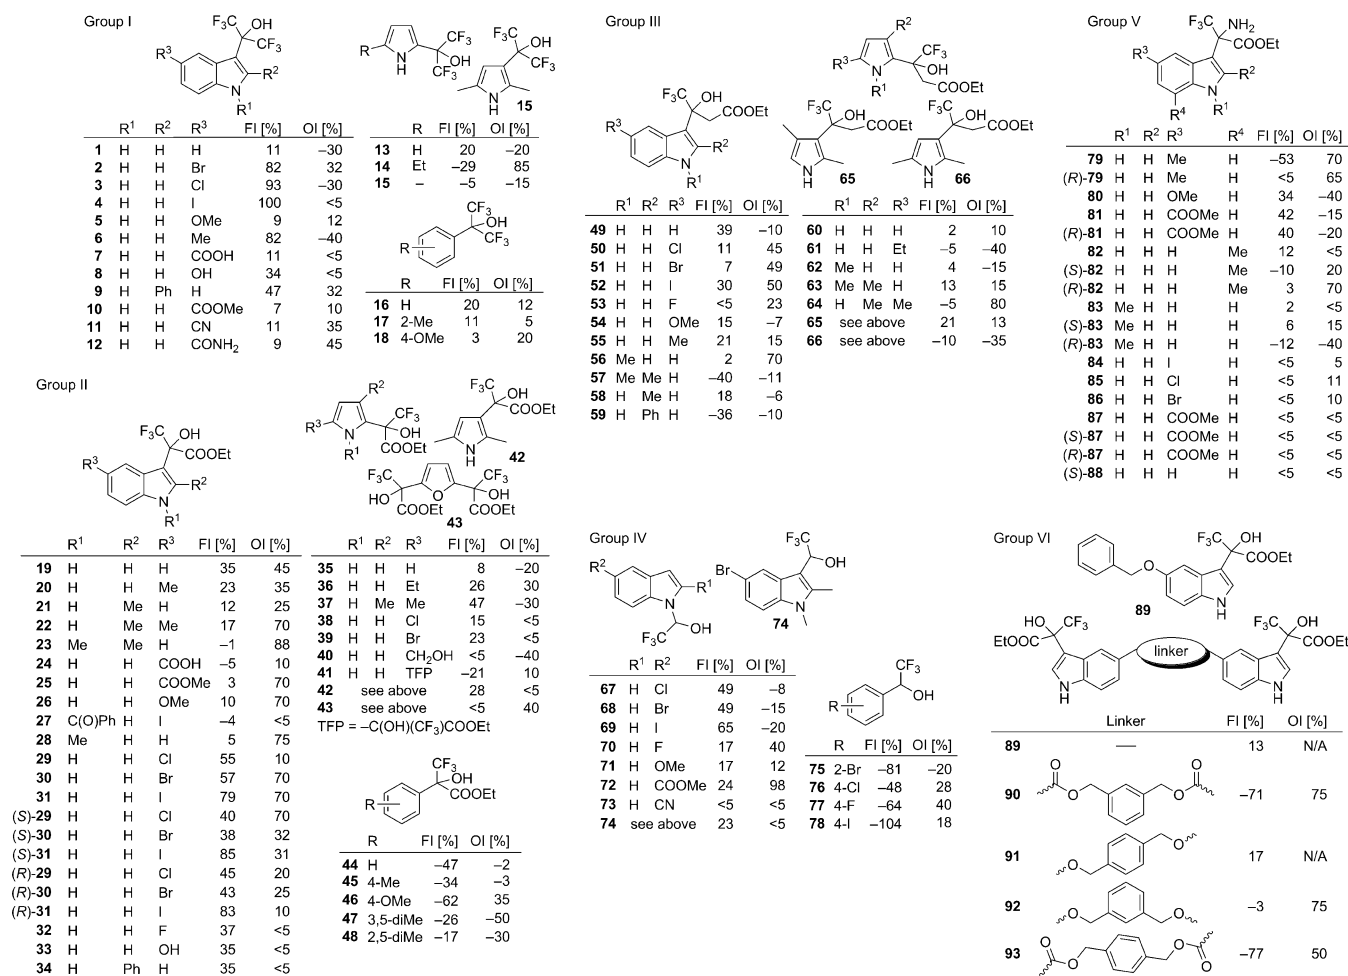 Group I
F3C OH
CF3
R3
R2
N
R1
R1 R2 R3 FI [%] OI [%]
1 H H H 11 –30
2 H H Br 82 32
3 H H Cl 93 –30
4 H H I 100 <5
5 H H OMe 9 12
6 H H Me 82 –40
7 H H COOH 11 <5
8 H H OH 34 <5
9 H Ph H 47 32
10 H H COOMe 7 10
11 H H CN 11 35
12 H H CONH2 9 45
R
N
H
CF3
OH
CF3
F3C OH
CF3
N
H
15
R FI [%] OI [%]
13 H 20 –20
14 Et –29 85
15 – –5 –15
CF3
OH
CF3
R
R FI [%] OI [%]
16 H 20 12
17 2-Me 11 5
18 4-OMe 3 20
Group II
F3C OH
COOEt
R3
R2
N
R1
R1 R2 R3 FI [%] OI [%]
19 H H H 35 45
20 H H Me 23 35
21 H Me H 12 25
22 H Me Me 17 70
23 Me Me H –1 88
24 H H COOH –5 10
25 H H COOMe 3 70
26 H H OMe 10 70
27 C(O)Ph H I –4 <5
28 Me H H 5 75
29 H H Cl 55 10
30 H H Br 57 70
31 H H I 79 70
(S)-29 H H Cl 40 70
(S)-30 H H Br 38 32
(S)-31 H H I 85 31
(R)-29 H H Cl 45 20
(R)-30 H H Br 43 25
(R)-31 H H I 83 10
32 H H F 37 <5
33 H H OH 35 <5
34 H Ph H 35 <5
R2
R3
N
R1
CF3
OH
COOEt
F3C OH
COOEt
N
H
42
F3C
HO
COOEt
O
CF3
OH
COOEt
43
R1 R2 R3 FI [%] OI [%]
35 H H H 8 –20
36 H H Et 26 30
37 H Me Me 47 –30
38 H H Cl 15 <5
39 H H Br 23 <5
40 H H CH2OH <5 –40
41 H H TFP –21 10
42 see above 28 <5
43 see above <5 40
TFP = –C(OH)(CF3)COOEt
CF3
OH
COOEt
R
R FI [%] OI [%]
44 H –47 –2
45 4-Me –34 –3
46 4-OMe –62 35
47 3,5-diMe –26 –50
48 2,5-diMe –17 –30
Group III
F3C OH
COOEt
R3
R2
N
R1
R1 R2 R3 FI [%] OI [%]
49 H H H 39 –10
50 H H Cl 11 45
51 H H Br 7 49
52 H H I 30 50
53 H H F <5 23
54 H H OMe 15 –7
55 H H Me 21 15
56 Me H H 2 70
57 Me Me H –40 –11
58 H Me H 18 –6
59 H Ph H –36 –10
R2
R3
N
R1
CF3
OH
COOEt
F3C OH
COOEt
N
H
65
F3C OH
COOEt
N
H
66
R1 R2 R3 FI [%] OI [%]
60 H H H 2 10
61 H H Et –5 –40
62 Me H H 4 –15
63 Me Me H 13 15
64 H Me Me –5 80
65 see above 21 13
66 see above –10 –35
Group IV
R2
R1
N
F3C OH
F3C
OH
Br
N
74
R1 R2 FI [%] OI [%]
67 H Cl 49 –8
68 H Br 49 –15
69 H I 65 –20
70 H F 17 40
71 H OMe 17 12
72 H COOMe 24 98
73 H CN <5 <5
74 see above 23 <5
CF3
OH
R
R FI [%] OI [%]
75 2-Br –81 –20
76 4-Cl –48 28
77 4-F –64 40
78 4-I –104 18
Group V
F3C NH2
COOEt
R3
R2
N
R4 R1
R1 R2 R3 R4 FI [%] OI [%]
79 H H Me H –53 70
(R)-79 H H Me H <5 65
80 H H OMe H 34 –40
81 H H COOMe H 42 –15
(R)-81 H H COOMe H 40 –20
82 H H H Me 12 <5
(S)-82 H H H Me –10 20
(R)-82 H H H Me 3 70
83 Me H H H 2 <5
(S)-83 Me H H H 6 15
(R)-83 Me H H H –12 –40
84 H H I H <5 5
85 H H Cl H <5 11
86 H H Br H <5 10
87 H H COOMe H <5 <5
(S)-87 H H COOMe H <5 <5
(R)-87 H H COOMe H <5 <5
(S)-88 H H H H <5 <5
Group VI
F3C OH
COOEt
O
N
H
89
HO CF3
EtOOC
N
H
linker
F3C OH
COOEt
N
H
Linker FI [%] OI [%]
89 — 13 N/A
90 O O O O –71 75
91 O O 17 N/A
92 O O –3 75
93 O O O O –77 50